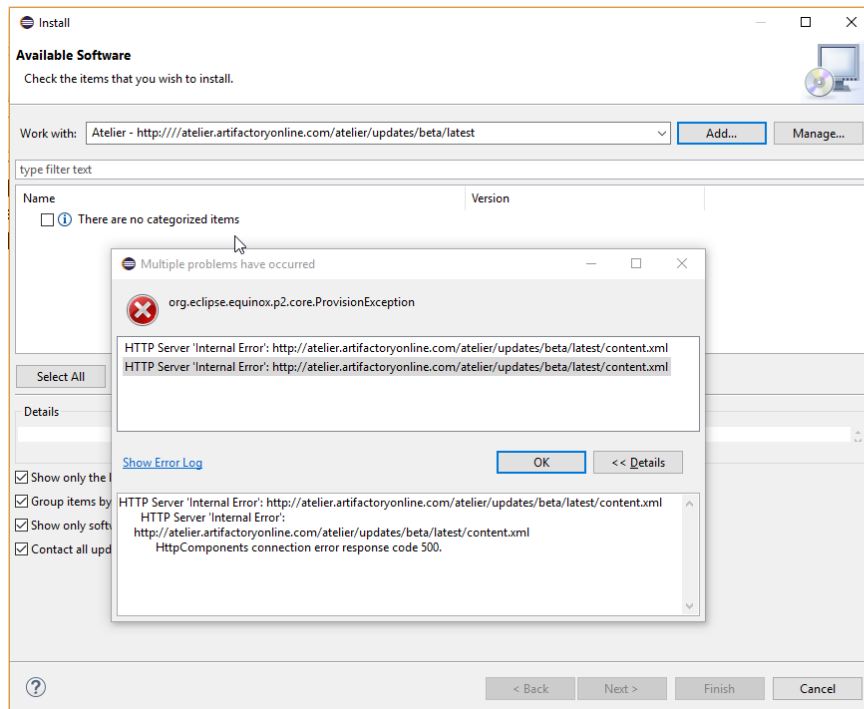 Install
Available Software
Check the items that you wish to install.
Work with: Atelier - http:////atelier.artifactoryonline.com/atelier/updates/beta/latest Add... Manage...
type filter text
Name Version
There are no categorized items
Multiple problems have occurred
org.eclipse.equinox.p2.core.ProvisionException
HTTP Server 'Internal Error': http://atelier.artifactoryonline.com/atelier/updates/beta/latest/content.xml
HTTP Server 'Internal Error': http://atelier.artifactoryonline.com/atelier/updates/beta/latest/content.xml
Select All
Details
Show Error Log OK << Details
Show only the l
Group items by
Show only softw
Contact all upd
HTTP Server 'Internal Error': http://atelier.artifactoryonline.com/atelier/updates/beta/latest/content.xml
HTTP Server 'Internal Error':
http://atelier.artifactoryonline.com/atelier/updates/beta/latest/content.xml
HttpComponents connection error response code 500.
? < Back Next > Finish Cancel